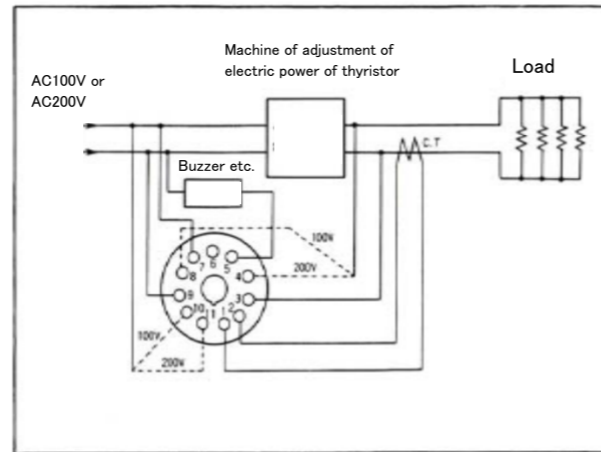 Machine of adjustment of
electric power of thyristor
Load
AC100V or
AC200V
C.T
Buzzer etc.
100V
200V
7
6
5
8
4
9
3
10
11
1
2
100V
200V